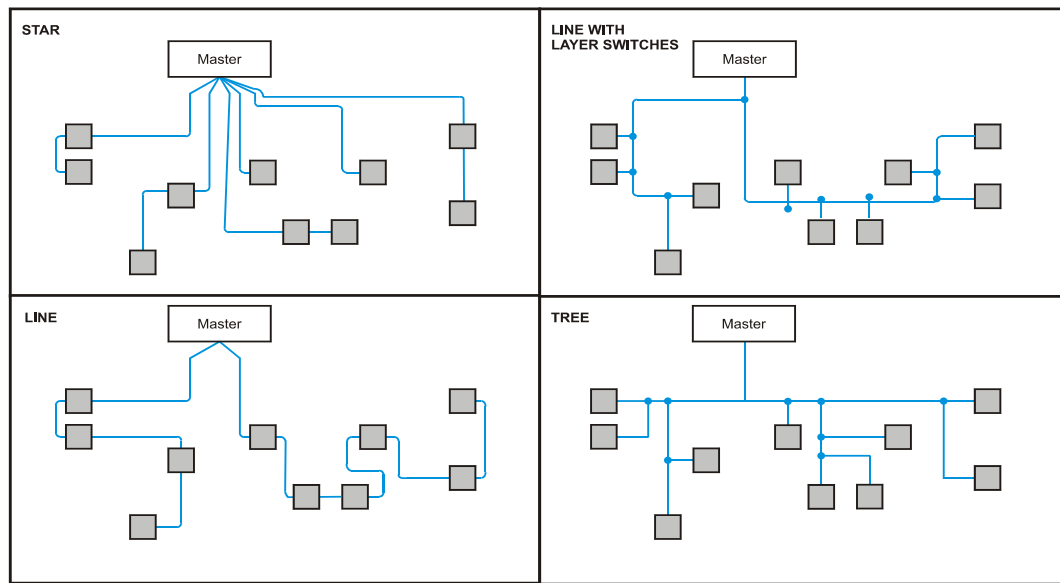 STAR
Master
LINE WITH
LAYER SWITCHES
Master
LINE
Master
TREE
Master